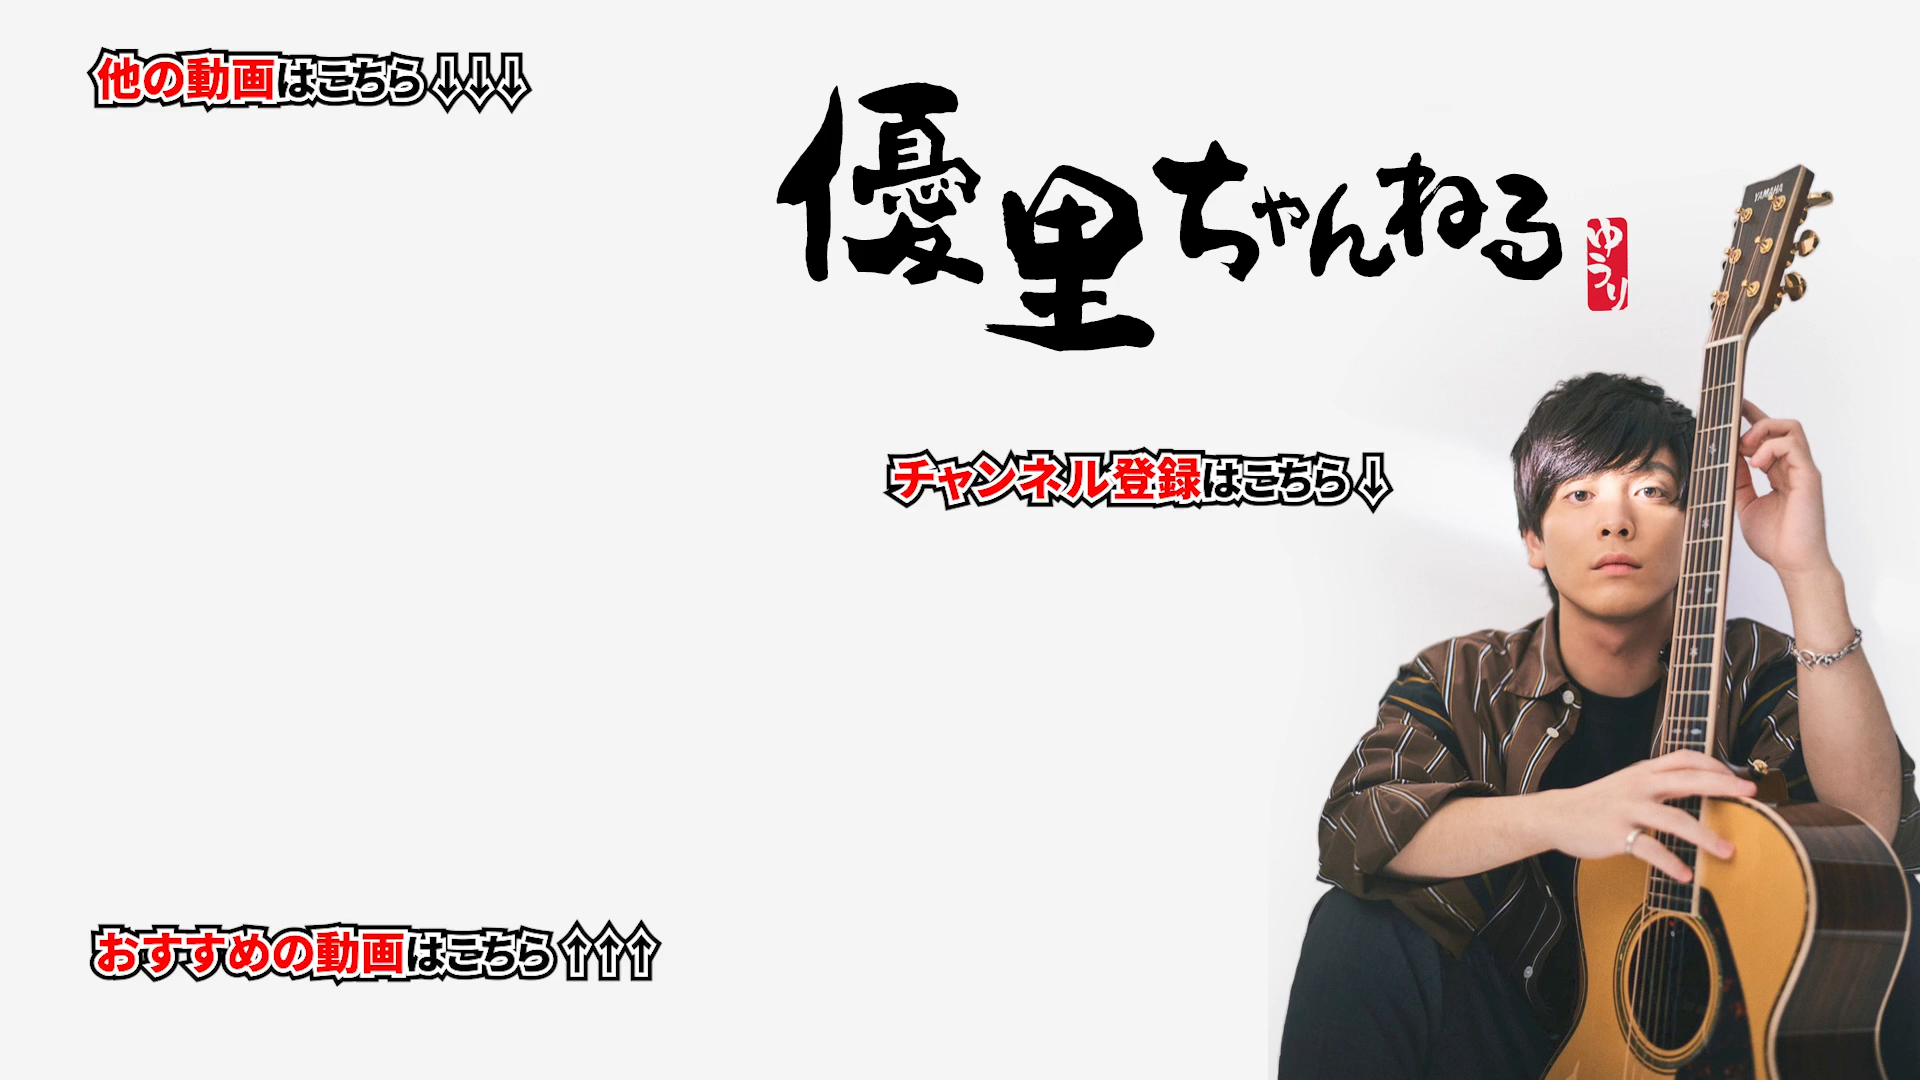 他の動画はこちら↓↓↓
優里ちゃんねる
ゆうり
YAMAHA
チャンネル登録はこちら↓
おすすめの動画はこちら↑↑↑